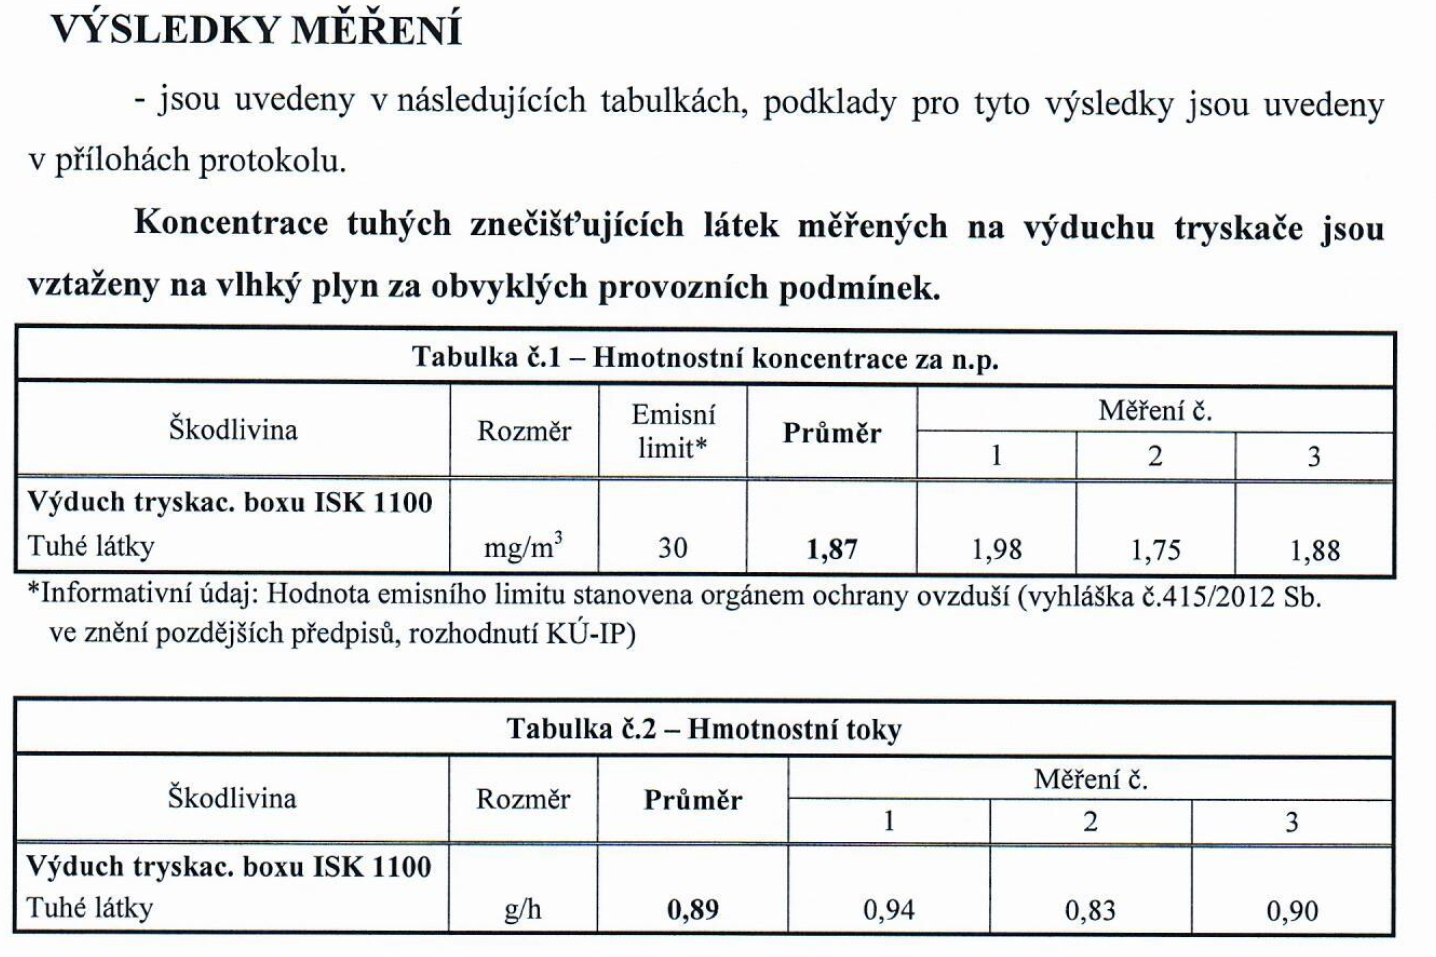 VÝSLEDKY MĚŘENÍ
- jsou uvedeny v následujících tabulkách, podklady pro tyto výsledky jsou uvedeny
v přílohách protokolu.
Koncentrace tuhých znečišťujících látek měřených na výduchu tryskače jsou
vztaženy na vlhký plyn za obvyklých provozních podmínek.
Tabulka č.1 – Hmotnostní koncentrace za n.p.
Škodlivina Rozměr Emisní limit* Průměr Měření č.
1 2 3
Výduch tryskac. boxu ISK 1100
Tuhé látky mg/m³ 30 1,87 1,98 1,75 1,88
*Informativní údaj: Hodnota emisního limitu stanovena orgánem ochrany ovzduší (vyhláška č.415/2012 Sb.
ve znění pozdějších předpisů, rozhodnutí KÚ-IP)
Tabulka č.2 – Hmotnostní toky
Škodlivina Rozměr Průměr Měření č.
1 2 3
Výduch tryskac. boxu ISK 1100
Tuhé látky g/h 0,89 0,94 0,83 0,90